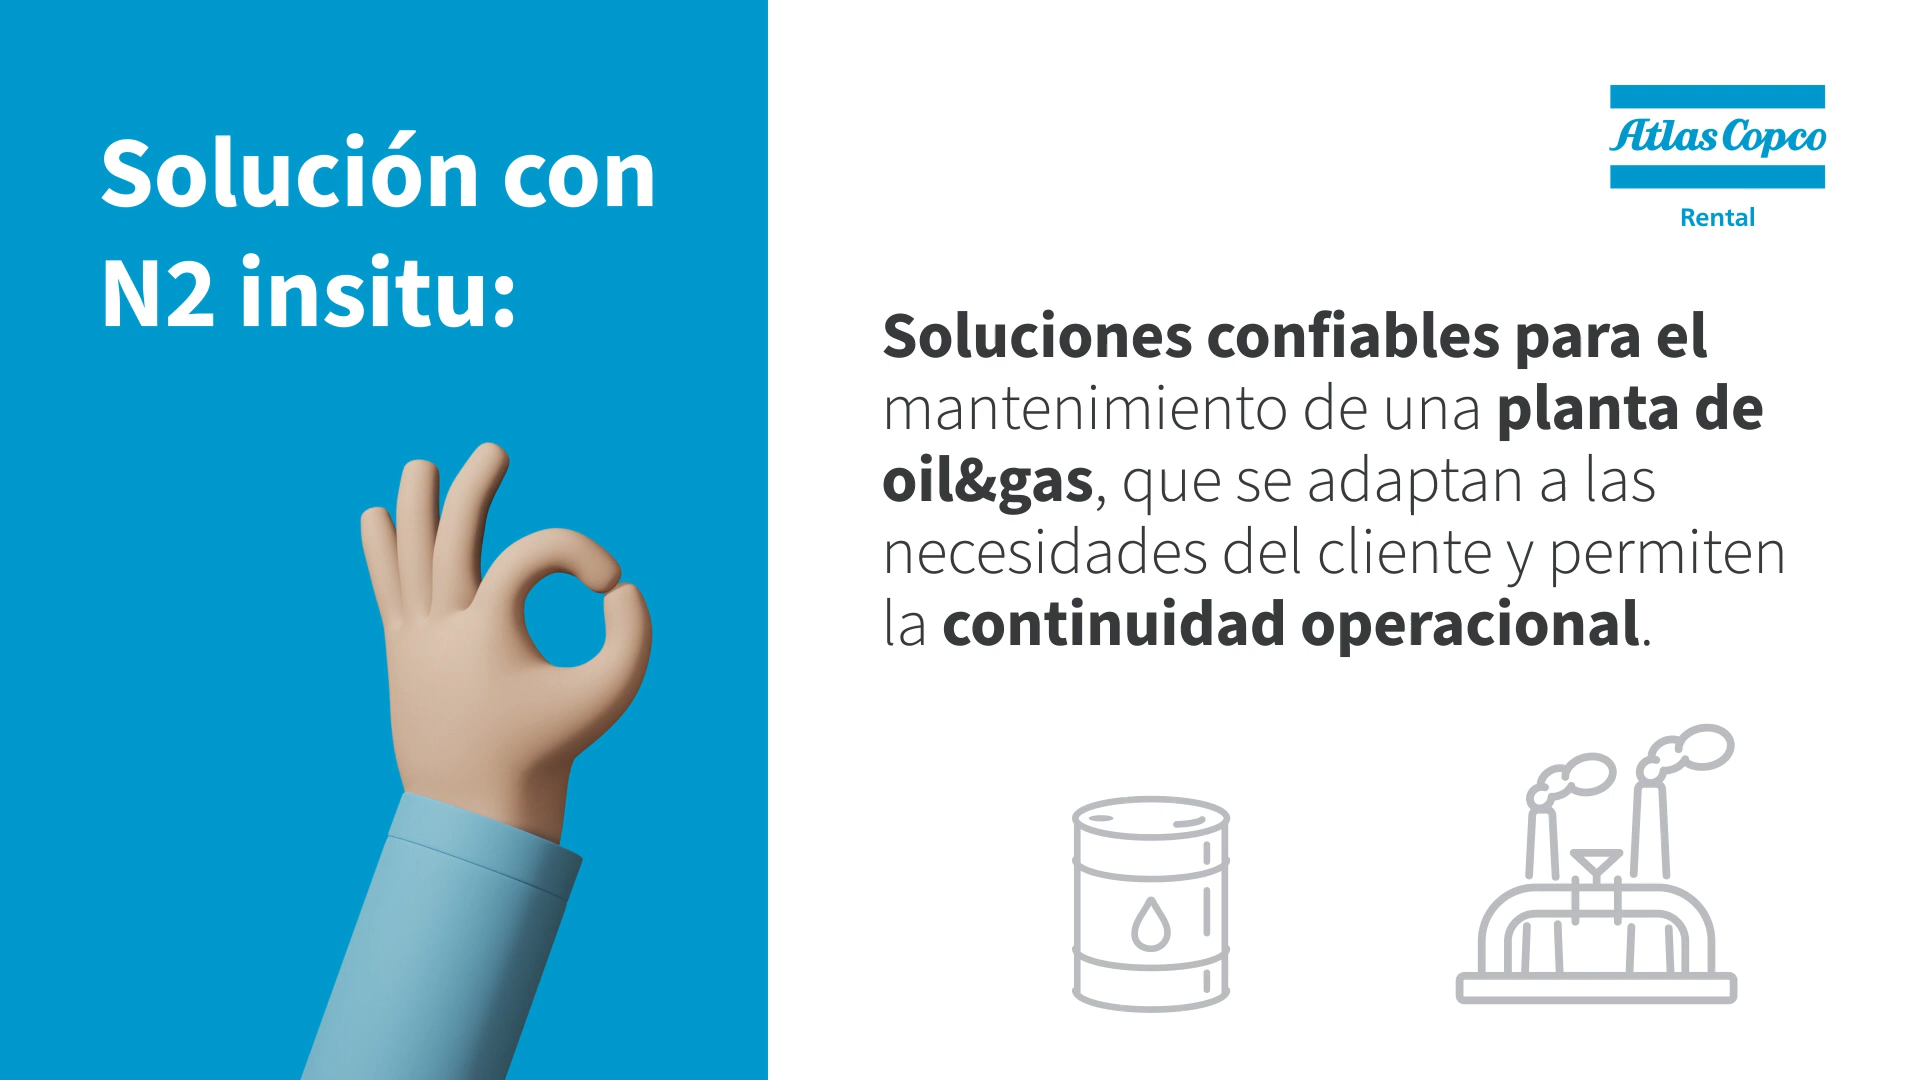 Solución con
N2 insitu:
Atlas Copco
Rental
Soluciones confiables para el
mantenimiento de una planta de
oil&gas, que se adaptan a las
necesidades del cliente y permiten
la continuidad operacional.